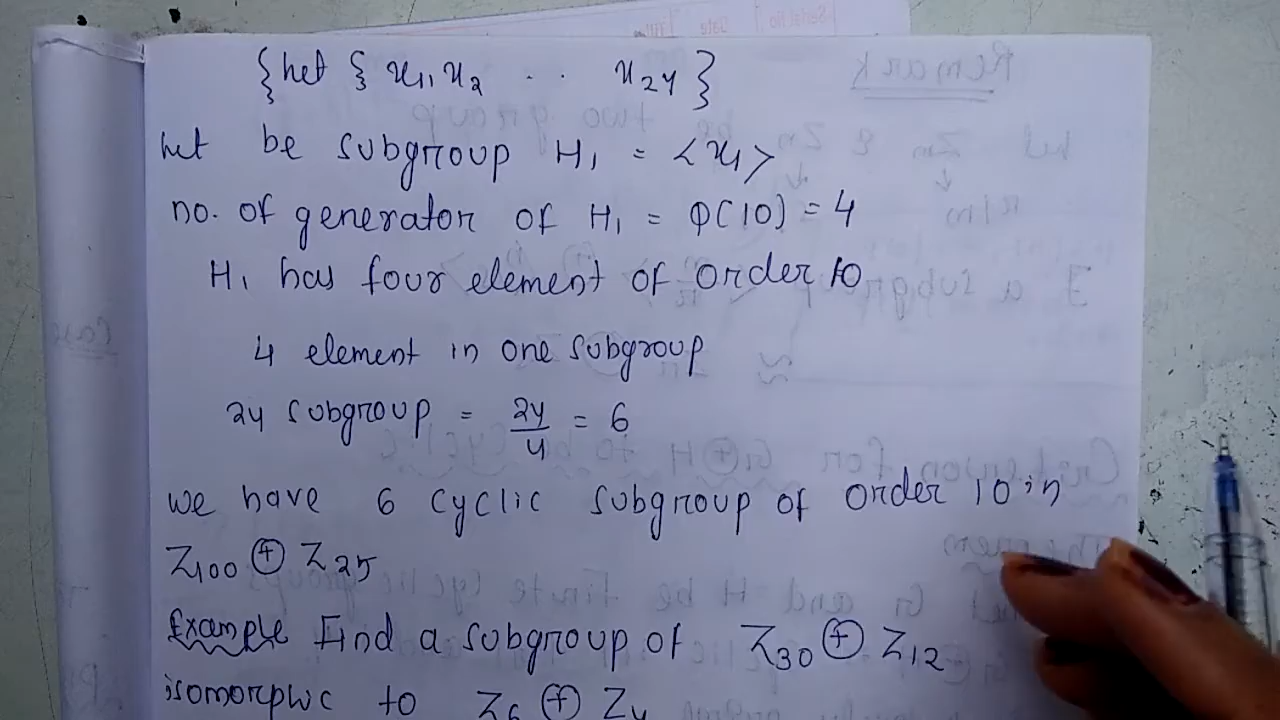 {Let { x₁, x₂ .. x₂₄ }
Let be subgroup H₁ = <x₁>
no. of generator of H₁ = φ(10) = 4
H₁ has four element of order 10
4 element in one subgroup
24 subgroup = 24/4 = 6
we have 6 cyclic subgroup of order 10 in
Z₁₀₀ ⊕ Z₂₅
Example Find a subgroup of Z₃₀ ⊕ Z₁₂
isomorphic to Z₆ ⊕ Z₄